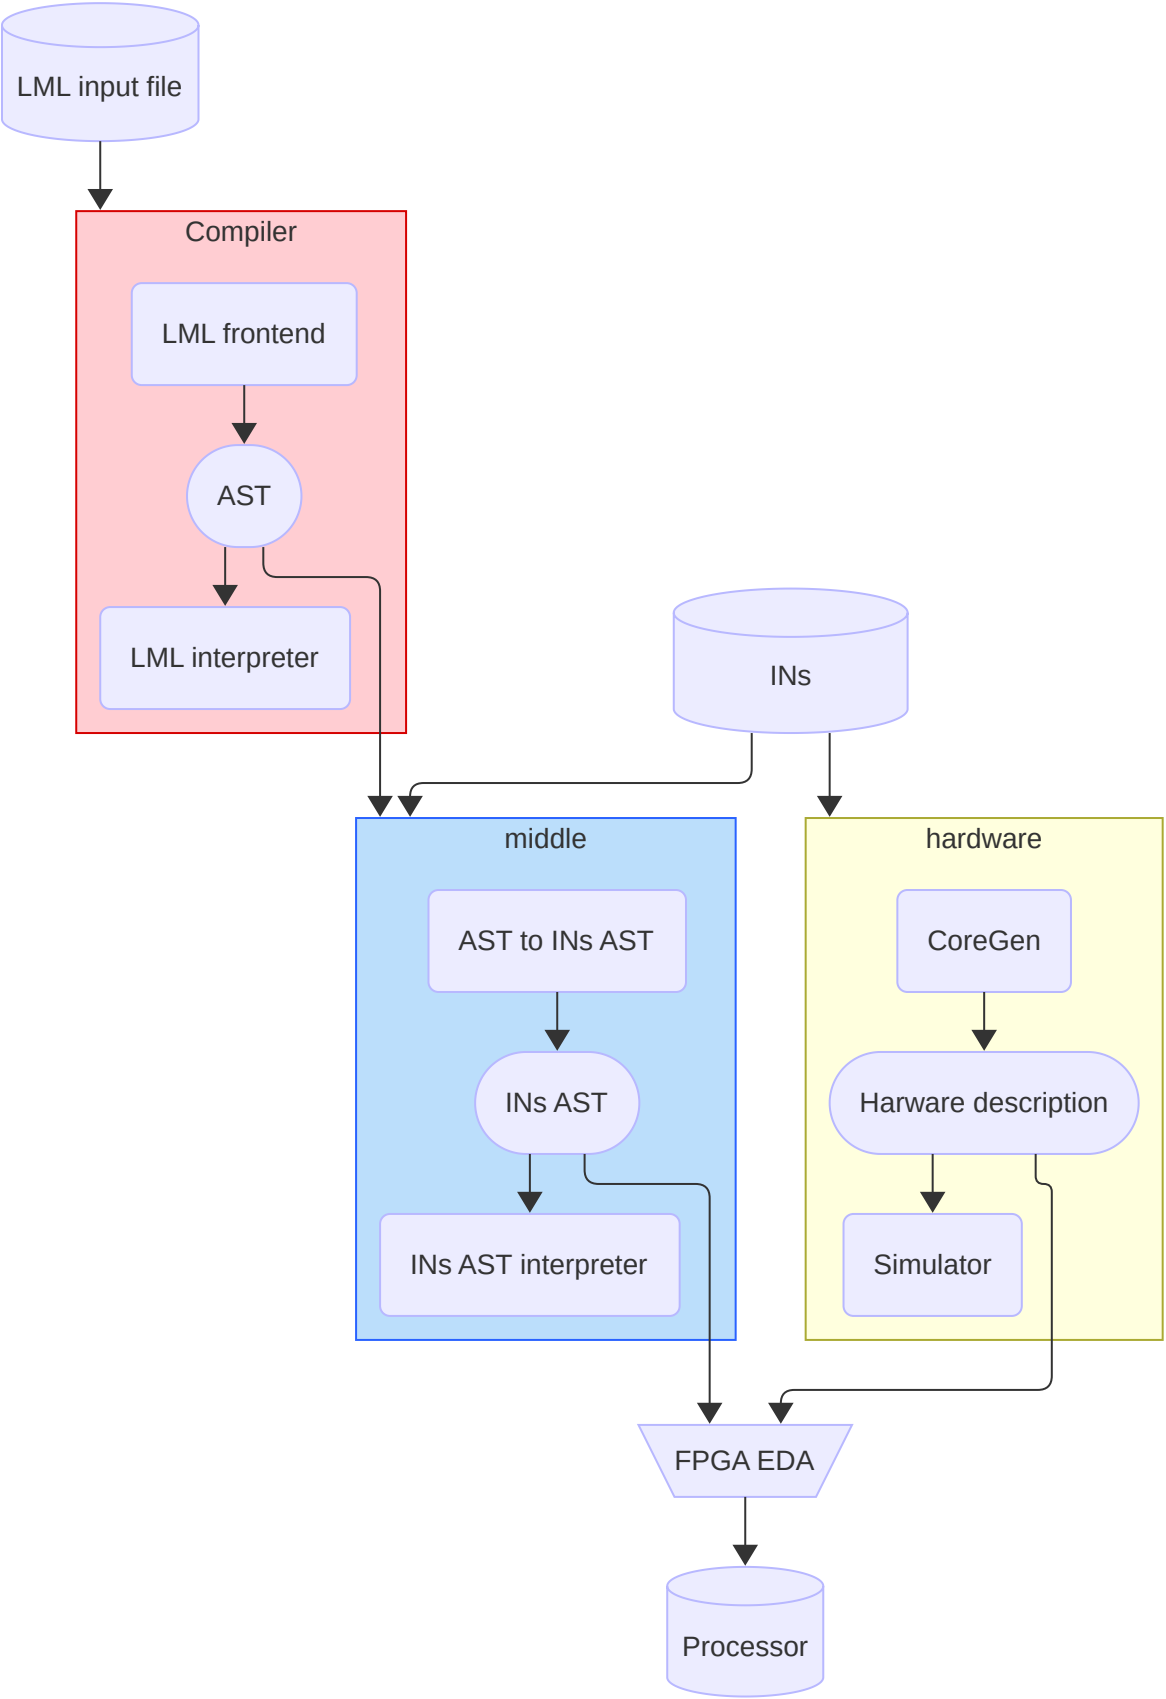 LML input file
Compiler
LML frontend
AST
LML interpreter
INs
middle
hardware
AST to INs AST
CoreGen
INs AST
Harware description
INs AST interpreter
Simulator
FPGA EDA
Processor